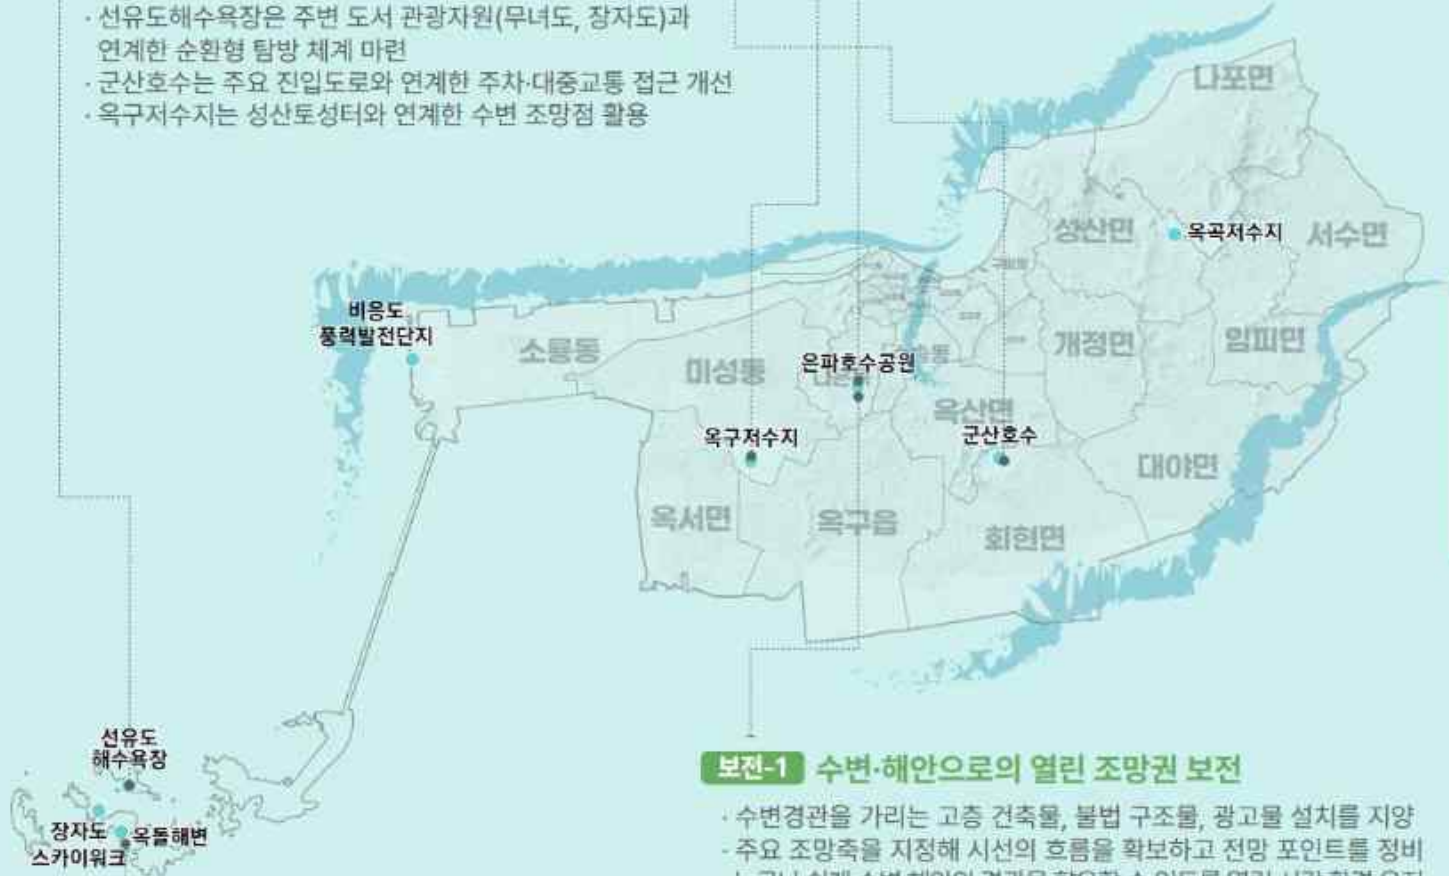 · 선유도해수욕장은 주변 도서 관광자원(무녀도, 장자도)과
연계한 순환형 탐방 체계 마련
· 군산호수는 주요 진입도로와 연계한 주차·대중교통 접근 개선
· 옥구저수지는 성산토성터와 연계한 수변 조망점 활용
나포면
성산면
옥곡저수지
서수면
비응도
풍력발전단지
소룡동
미성동
은파호수공원
개정면
임피면
옥산면
옥구저수지
군산호수
대야면
옥서면
옥구읍
회현면
선유도
해수욕장
장자도
스카이워크
옥돌해변
보전-1 수변·해안으로의 열린 조망권 보전
· 수변경관을 가리는 고층 건축물, 불법 구조물, 광고물 설치를 지양
· 주요 조망축을 지정해 시선의 흐름을 확보하고 전망 포인트를 정비